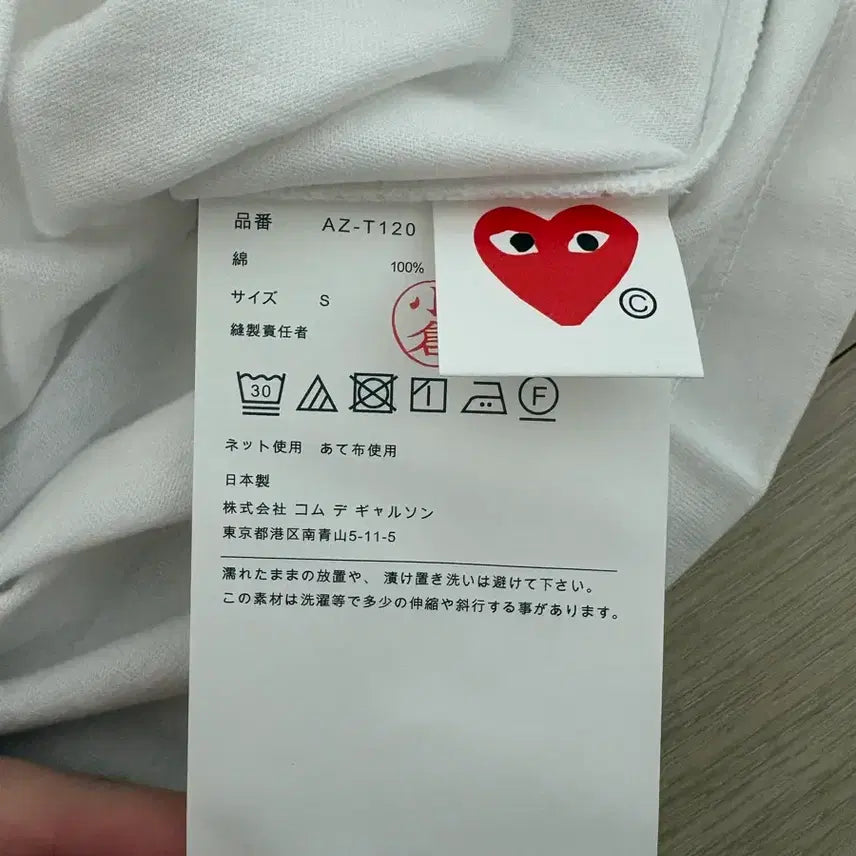 品番 AZ-T120
綿 100%
サイズ S
縫製責任者
小倉
30
F
©
ネット使用 あて布使用
日本製
株式会社 コム デ ギャルソン
東京都港区南青山5-11-5
濡れたままの放置や、漬け置き洗いは避けて下さい。
この素材は洗濯等で多少の伸縮や斜行する事があります。